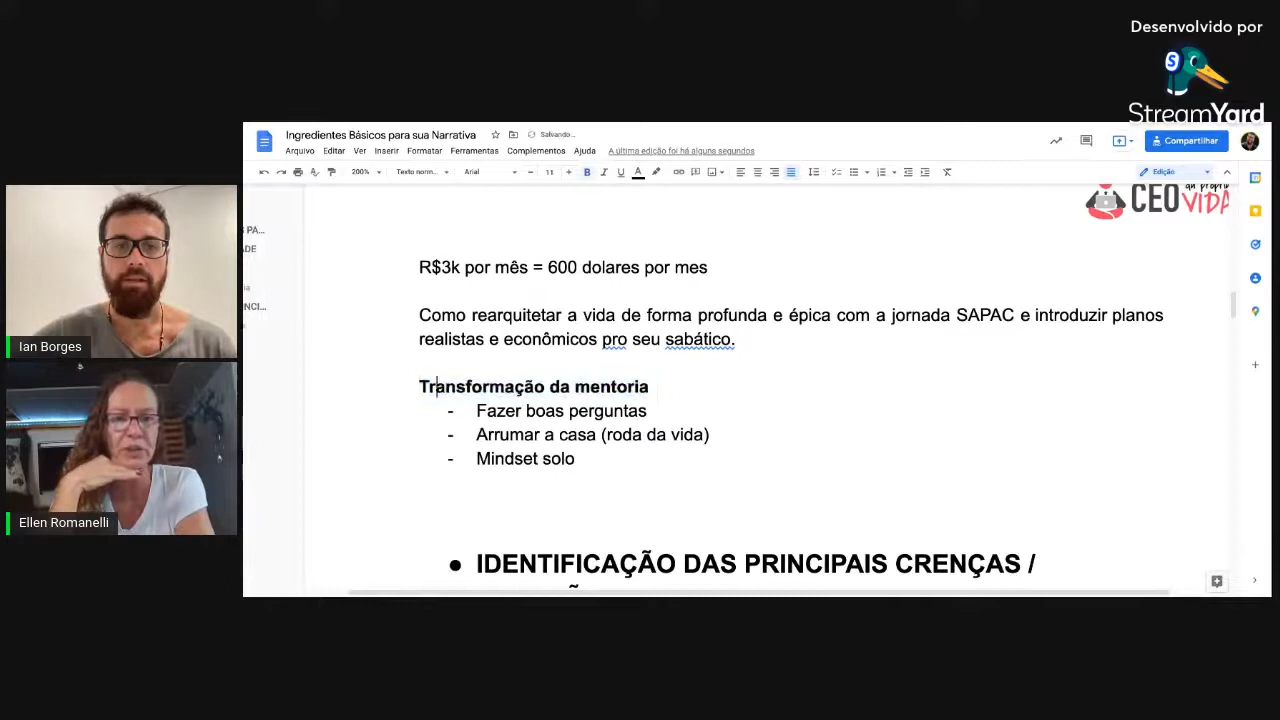 Desenvolvido por
StreamYard
Ingredientes Básicos para sua Narrativa
Salvando...
Arquivo Editar Ver Inserir Formatar Ferramentas Complementos Ajuda
A última edição foi há alguns segundos
Compartilhar
200% Texto norm... Arial 11 B I U A
Edição
S PA...
DE
ENCI...
CEO VIDA
R$3k por mês = 600 dolares por mes
Como rearquitetar a vida de forma profunda e épica com a jornada SAPAC e introduzir planos
realistas e econômicos pro seu sabático.
Transformação da mentoria
- Fazer boas perguntas
- Arrumar a casa (roda da vida)
- Mindset solo
● IDENTIFICAÇÃO DAS PRINCIPAIS CRENÇAS /
Ian Borges
Ellen Romanelli